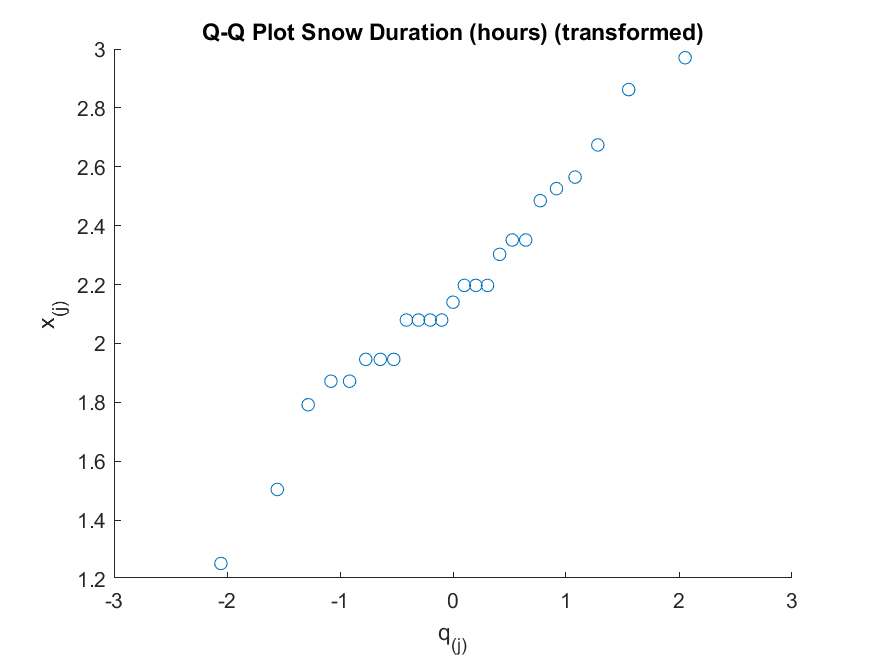 Q-Q Plot Snow Duration (hours) (transformed)
3
2.8
2.6
2.4
2.2
2
1.8
1.6
1.4
1.2
x(j)
-3 -2 -1 0 1 2 3
q(j)